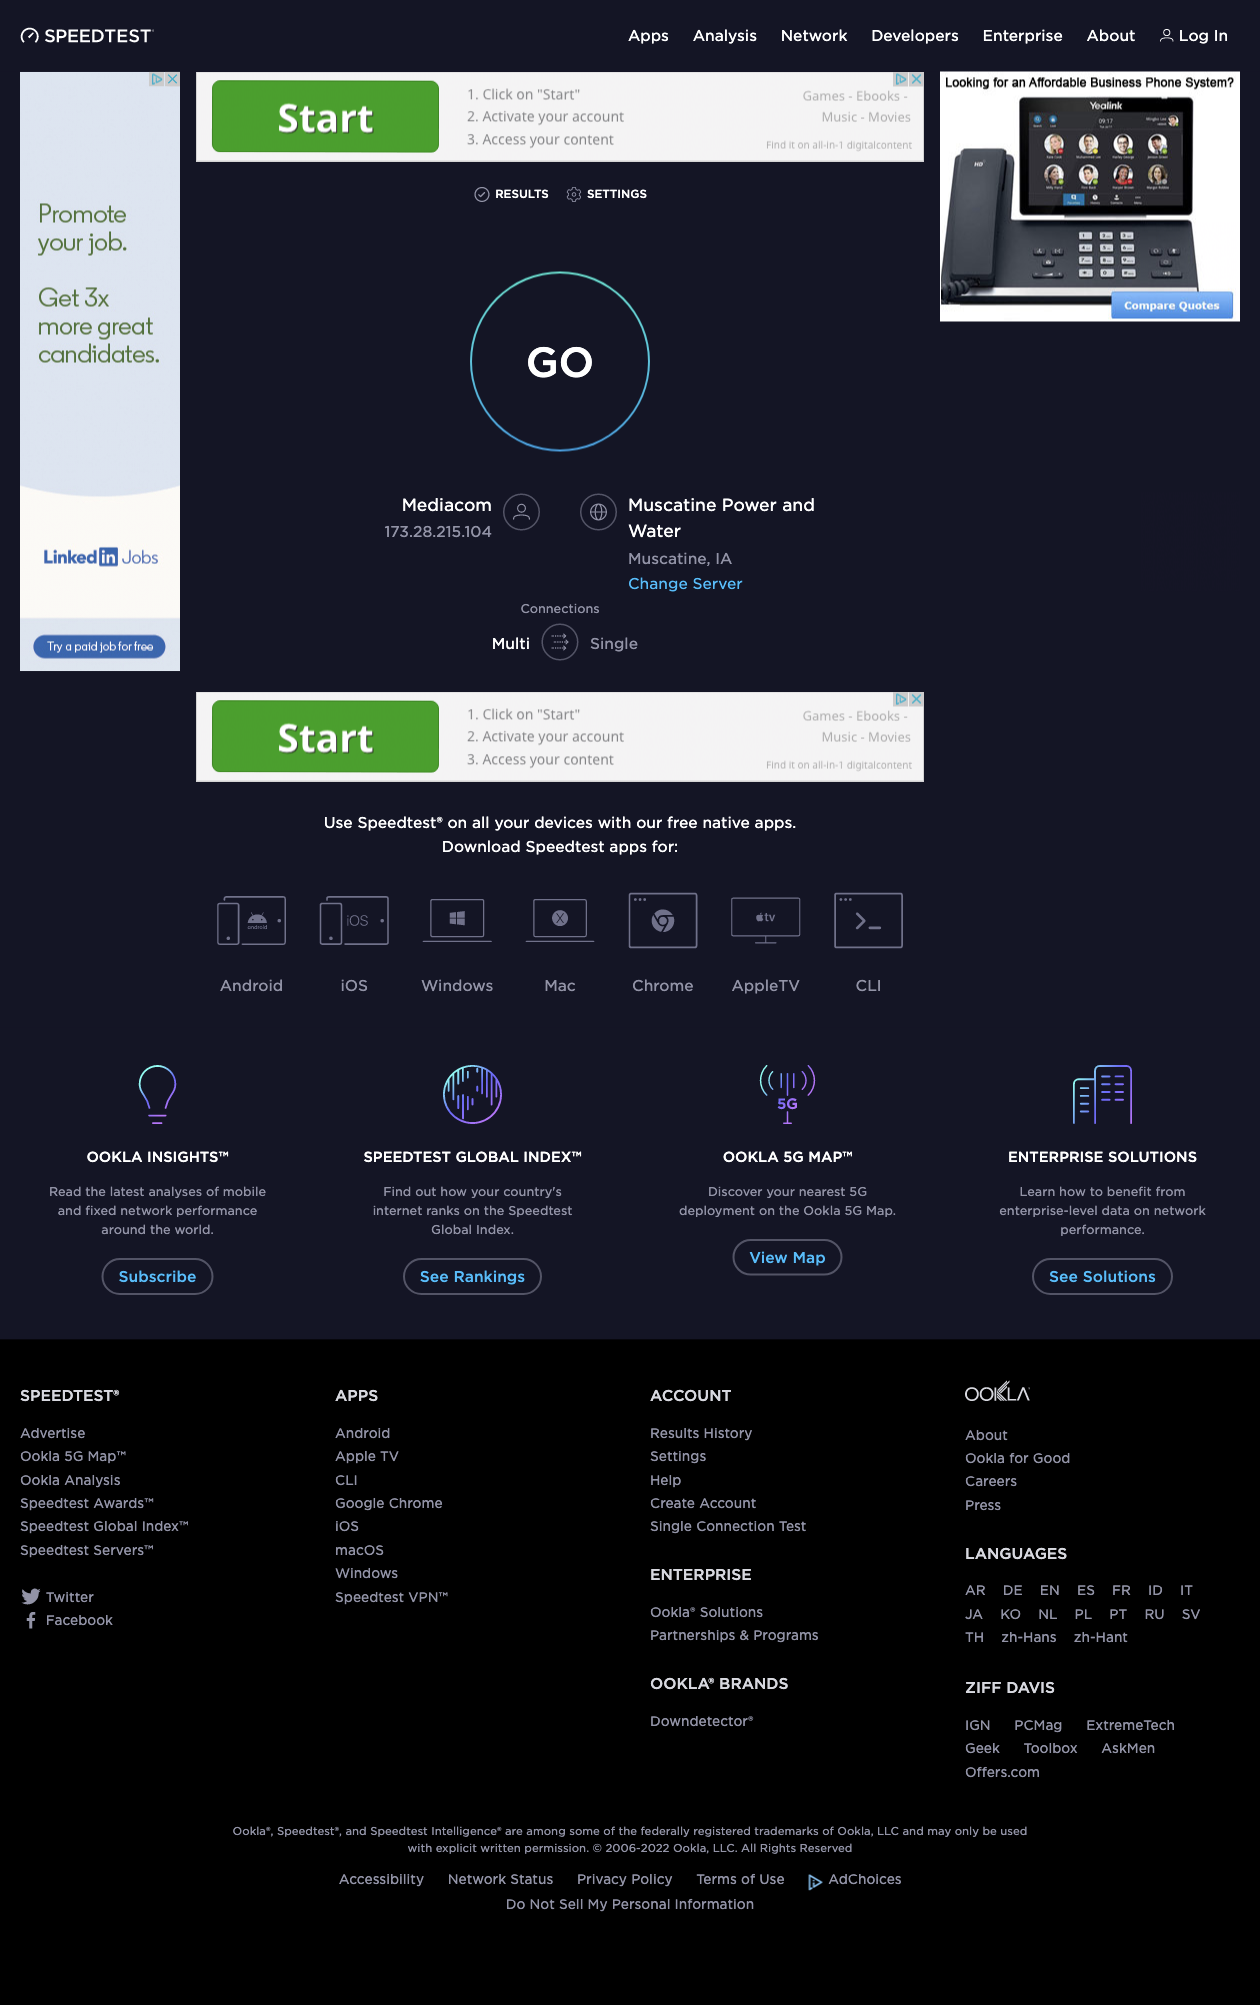 SPEEDTEST
Apps Analysis Network Developers Enterprise About Log In
Promote
your job.
Get 3x
more great
candidates.
Linked in Jobs
Try a paid job for free
Start
1. Click on "Start"
2. Activate your account
3. Access your content
Games - Ebooks -
Music - Movies
Find it on all-in-1 digitalcontent
Looking for an Affordable Business Phone System?
Yealink
09:17
HD
Compare Quotes
RESULTS SETTINGS
GO
Mediacom
173.28.215.104
Muscatine Power and
Water
Muscatine, IA
Change Server
Connections
Multi Single
Start
1. Click on "Start"
2. Activate your account
3. Access your content
Games - Ebooks -
Music - Movies
Find it on all-in-1 digitalcontent
Use Speedtest® on all your devices with our free native apps.
Download Speedtest apps for:
android iOS X tv
Android iOS Windows Mac Chrome AppleTV CLI
5G
OOKLA INSIGHTS™
Read the latest analyses of mobile
and fixed network performance
around the world.
Subscribe
SPEEDTEST GLOBAL INDEX™
Find out how your country's
internet ranks on the Speedtest
Global Index.
See Rankings
OOKLA 5G MAP™
Discover your nearest 5G
deployment on the Ookla 5G Map.
View Map
ENTERPRISE SOLUTIONS
Learn how to benefit from
enterprise-level data on network
performance.
See Solutions
SPEEDTEST®
Advertise
Ookla 5G Map™
Ookla Analysis
Speedtest Awards™
Speedtest Global Index™
Speedtest Servers™
Twitter
Facebook
APPS
Android
Apple TV
CLI
Google Chrome
iOS
macOS
Windows
Speedtest VPN™
ACCOUNT
Results History
Settings
Help
Create Account
Single Connection Test
ENTERPRISE
Ookla® Solutions
Partnerships & Programs
OOKLA® BRANDS
Downdetector®
OOKLA
About
Ookla for Good
Careers
Press
LANGUAGES
AR DE EN ES FR ID IT
JA KO NL PL PT RU SV
TH zh-Hans zh-Hant
ZIFF DAVIS
IGN PCMag ExtremeTech
Geek Toolbox AskMen
Offers.com
Ookla®, Speedtest®, and Speedtest Intelligence® are among some of the federally registered trademarks of Ookla, LLC and may only be used
with explicit written permission. © 2006-2022 Ookla, LLC. All Rights Reserved
Accessibility Network Status Privacy Policy Terms of Use AdChoices
Do Not Sell My Personal Information